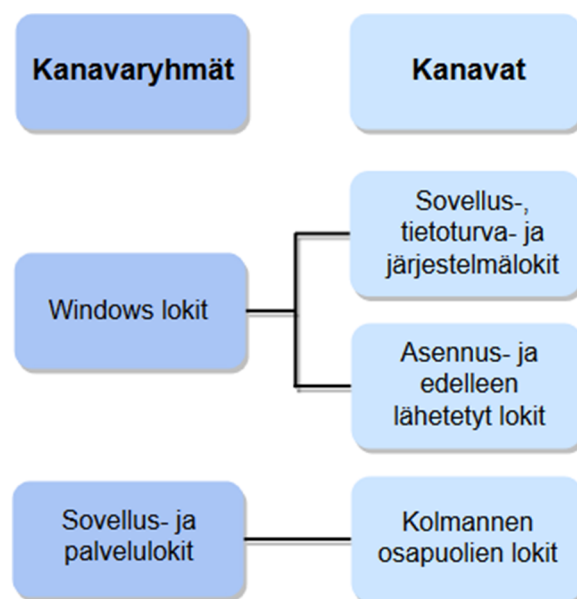 Kanavaryhmät
Kanavat
Sovellus-,
tietoturva- ja
järjestelmälokit
Windows lokit
Asennus- ja
edelleen
lähetetyt lokit
Sovellus- ja
palvelulokit
Kolmannen
osapuolien lokit